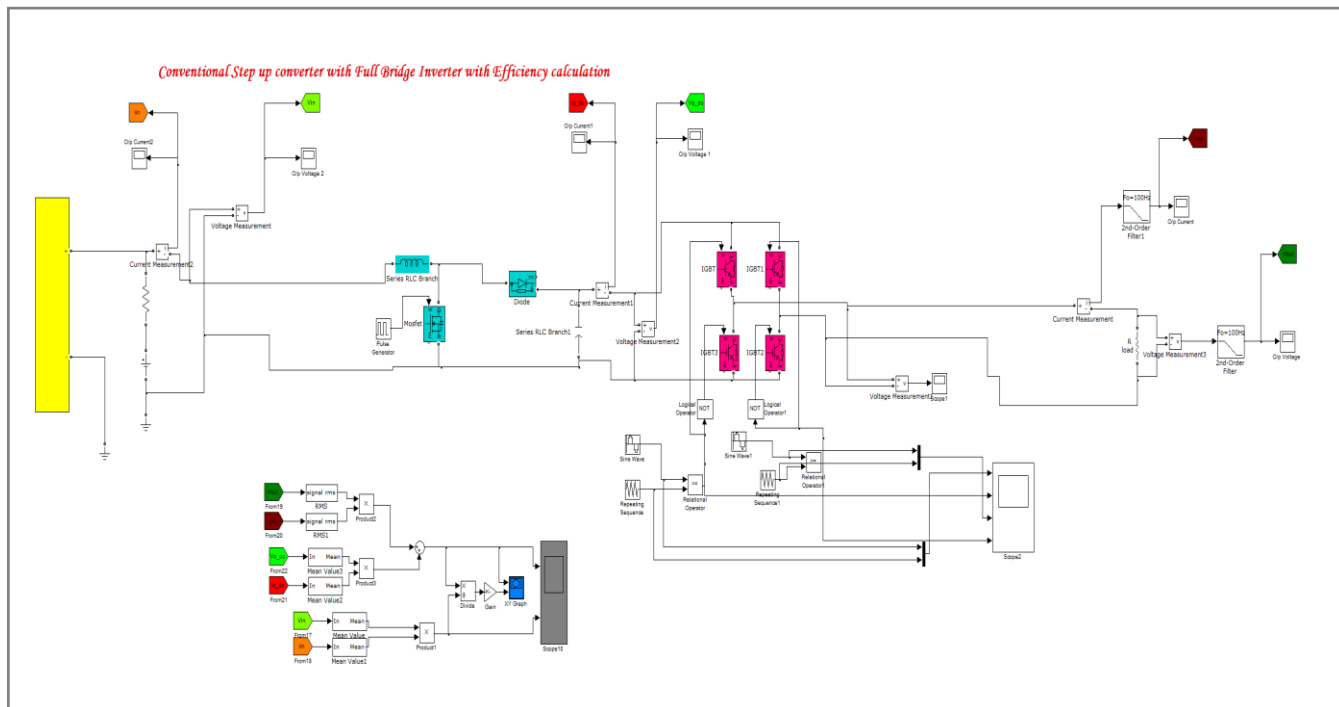 Conventional Step up converter with Full Bridge Inverter with Efficiency calculation
Iin
Vin
Vo_dc
O/p Current2
O/p Voltage 2
O/p Current1
O/p Voltage 1
Voltage Measurement
Current Measurement2
Series RLC Branch
Diode
Mosfet
Pulse
Generator
Current Measurement1
Series RLC Branch1
Voltage Measurement2
IGBT
IGBT1
IGBT3
IGBT2
Fo=100Hz
2nd-Order
Filter1
O/p Current
Current Measurement
R
load
Voltage Measurement3
Fo=100Hz
2nd-Order
Filter
O/p Voltage
Vout
Voltage Measurement
Scope1
NOT
Logical
Operator
NOT
Logical
Operator1
Sine Wave
Sine Wave1
Repeating
Sequence
>=
Relational
Operator
Repeating
Sequence1
>=
Relational
Operator1
Scope2
From19
signal rms
RMS
From20
signal rms
RMS1
X
Product2
Vo_dc
From22
In Mean
Mean Value3
From21
In Mean
Mean Value2
X
Product3
Vin
From17
In Mean
Mean Value
Iin
From18
In Mean
Mean Value1
X
Product1
Divide
Gain
XY Graph
Scope10